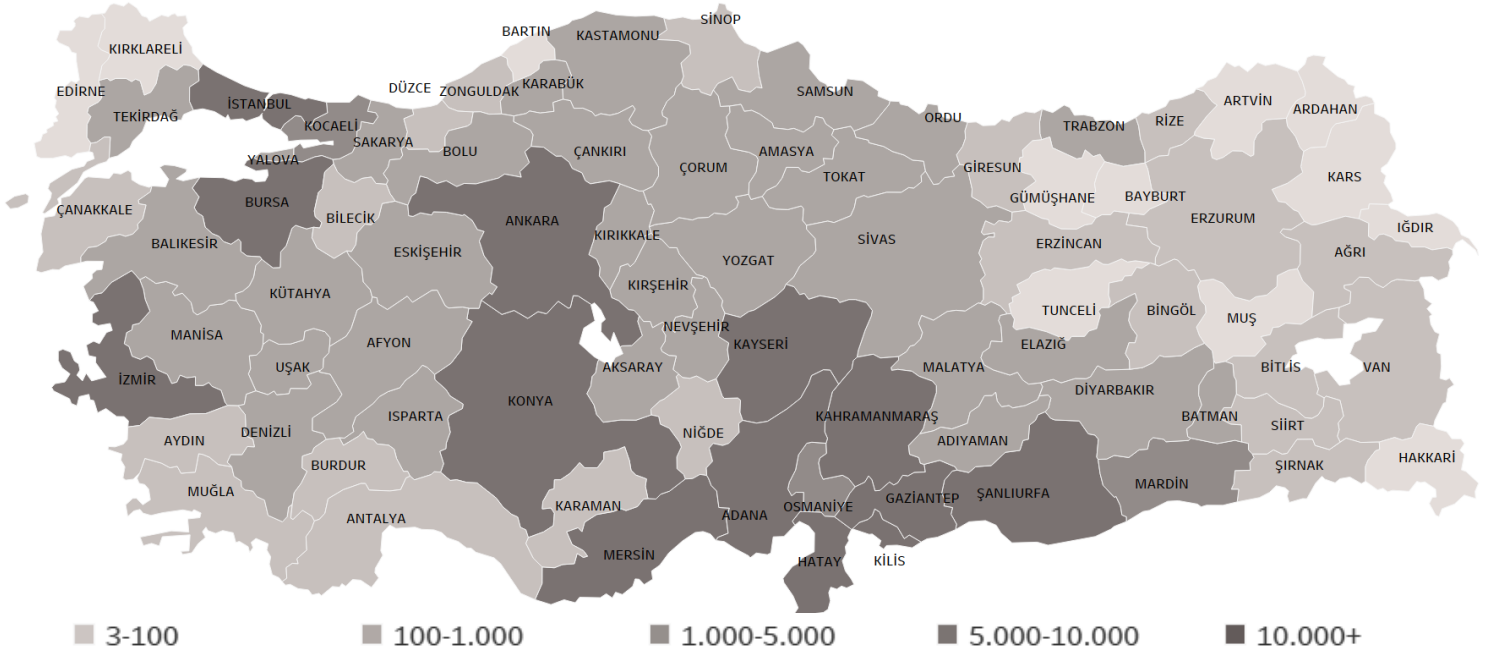 SİNOP
BARTIN
KASTAMONU
KIRKLARELİ
EDİRNE
DÜZCE
ZONGULDAK
KARABÜK
SAMSUN
İSTANBUL
TEKİRDAĞ
KOCAELİ
SAKARYA
ORDU
TRABZON
RİZE
ARTVİN
ARDAHAN
YALOVA
BOLU
ÇANKIRI
ÇORUM
AMASYA
TOKAT
GİRESUN
GÜMÜŞHANE
BAYBURT
KARS
ÇANAKKALE
BURSA
BİLECİK
ANKARA
KIRIKKALE
SİVAS
ERZİNCAN
ERZURUM
IĞDIR
BALIKESİR
ESKİŞEHİR
YOZGAT
AĞRI
KÜTAHYA
KIRŞEHİR
TUNCELİ
BİNGÖL
MUŞ
MANİSA
AFYON
NEVŞEHİR
KAYSERİ
ELAZIĞ
UŞAK
AKSARAY
MALATYA
BİTLİS
VAN
İZMİR
KONYA
DİYARBAKIR
ISPARTA
KAHRAMANMARAŞ
BATMAN
SİİRT
AYDIN
DENİZLİ
NİĞDE
ADIYAMAN
BURDUR
ŞIRNAK
HAKKARİ
MUĞLA
ANTALYA
KARAMAN
ADANA
OSMANİYE
GAZİANTEP
ŞANLIURFA
MARDİN
MERSİN
HATAY
KİLİS
3-100
100-1.000
1.000-5.000
5.000-10.000
10.000+